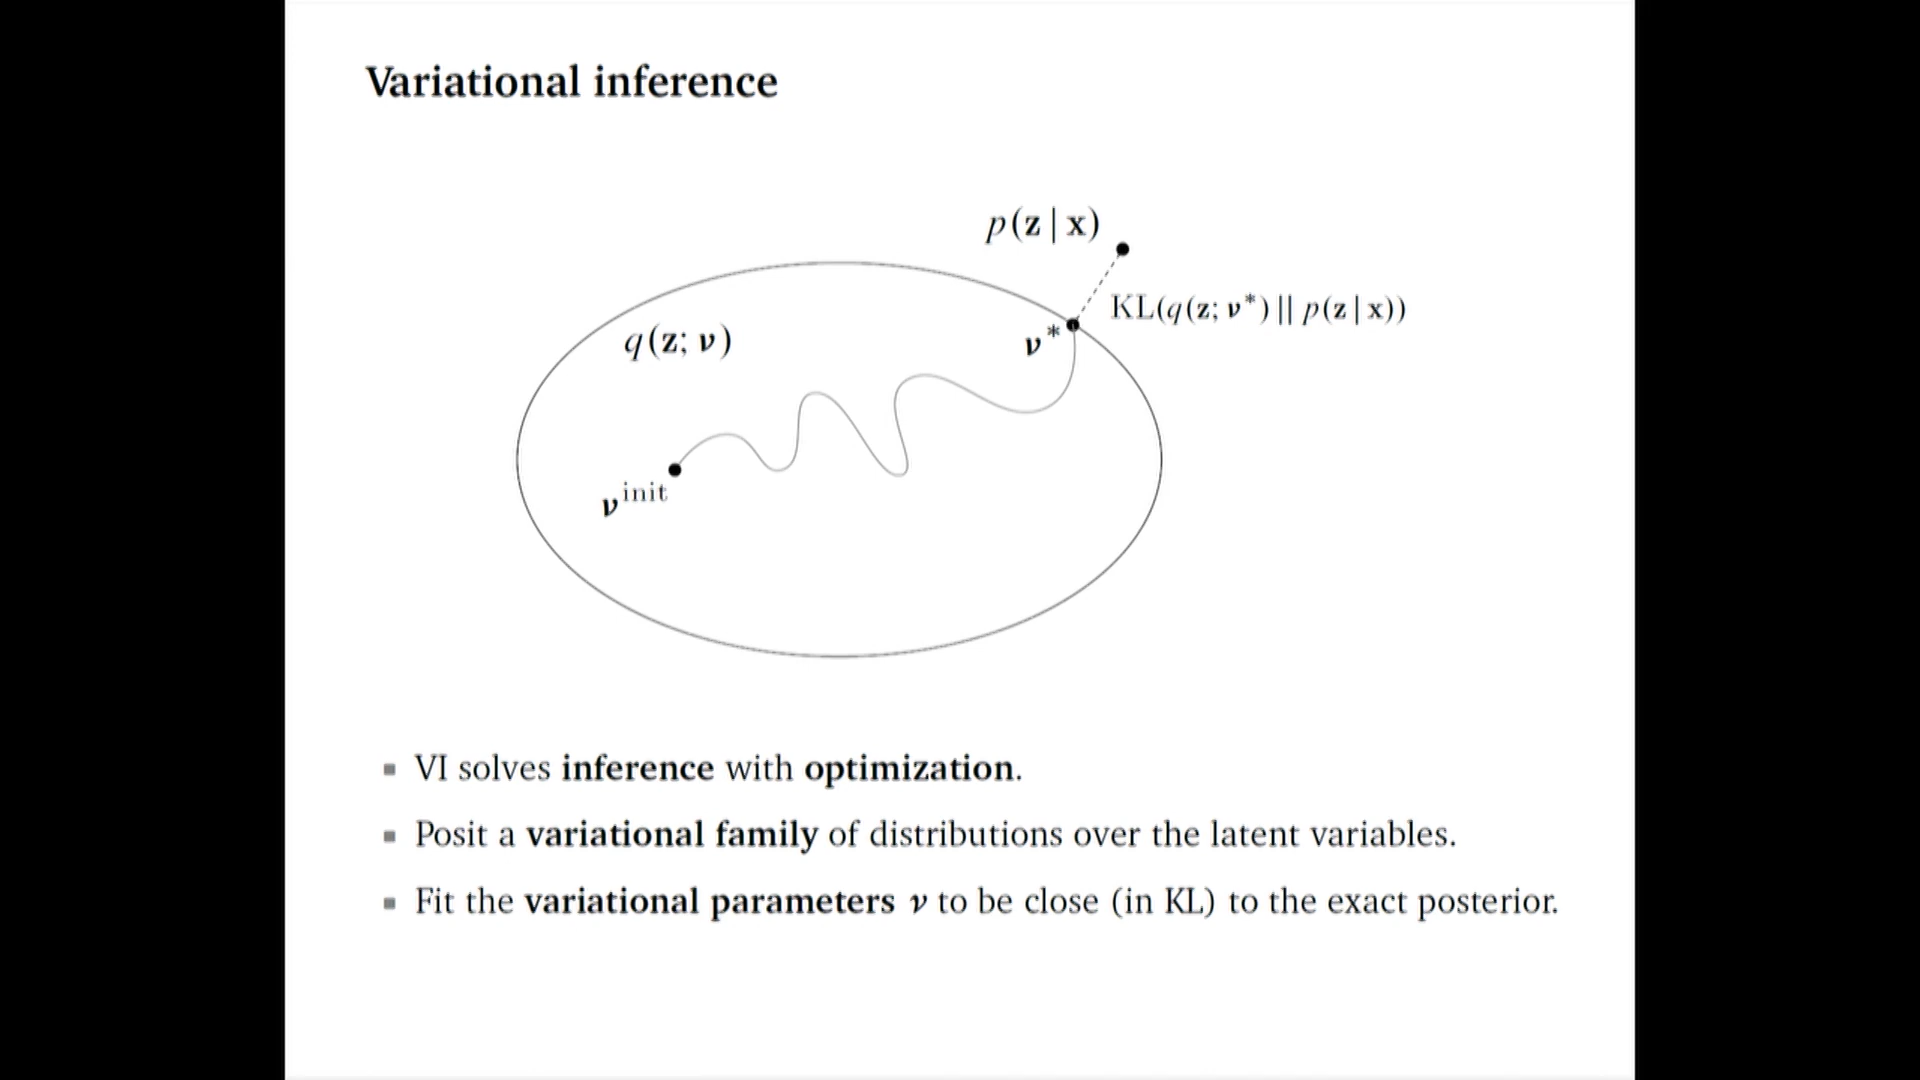 Variational inference
p(z | x)
KL(q(z; ν*) || p(z | x))
q(z; ν)
ν*
ν^init
VI solves inference with optimization.
Posit a variational family of distributions over the latent variables.
Fit the variational parameters ν to be close (in KL) to the exact posterior.